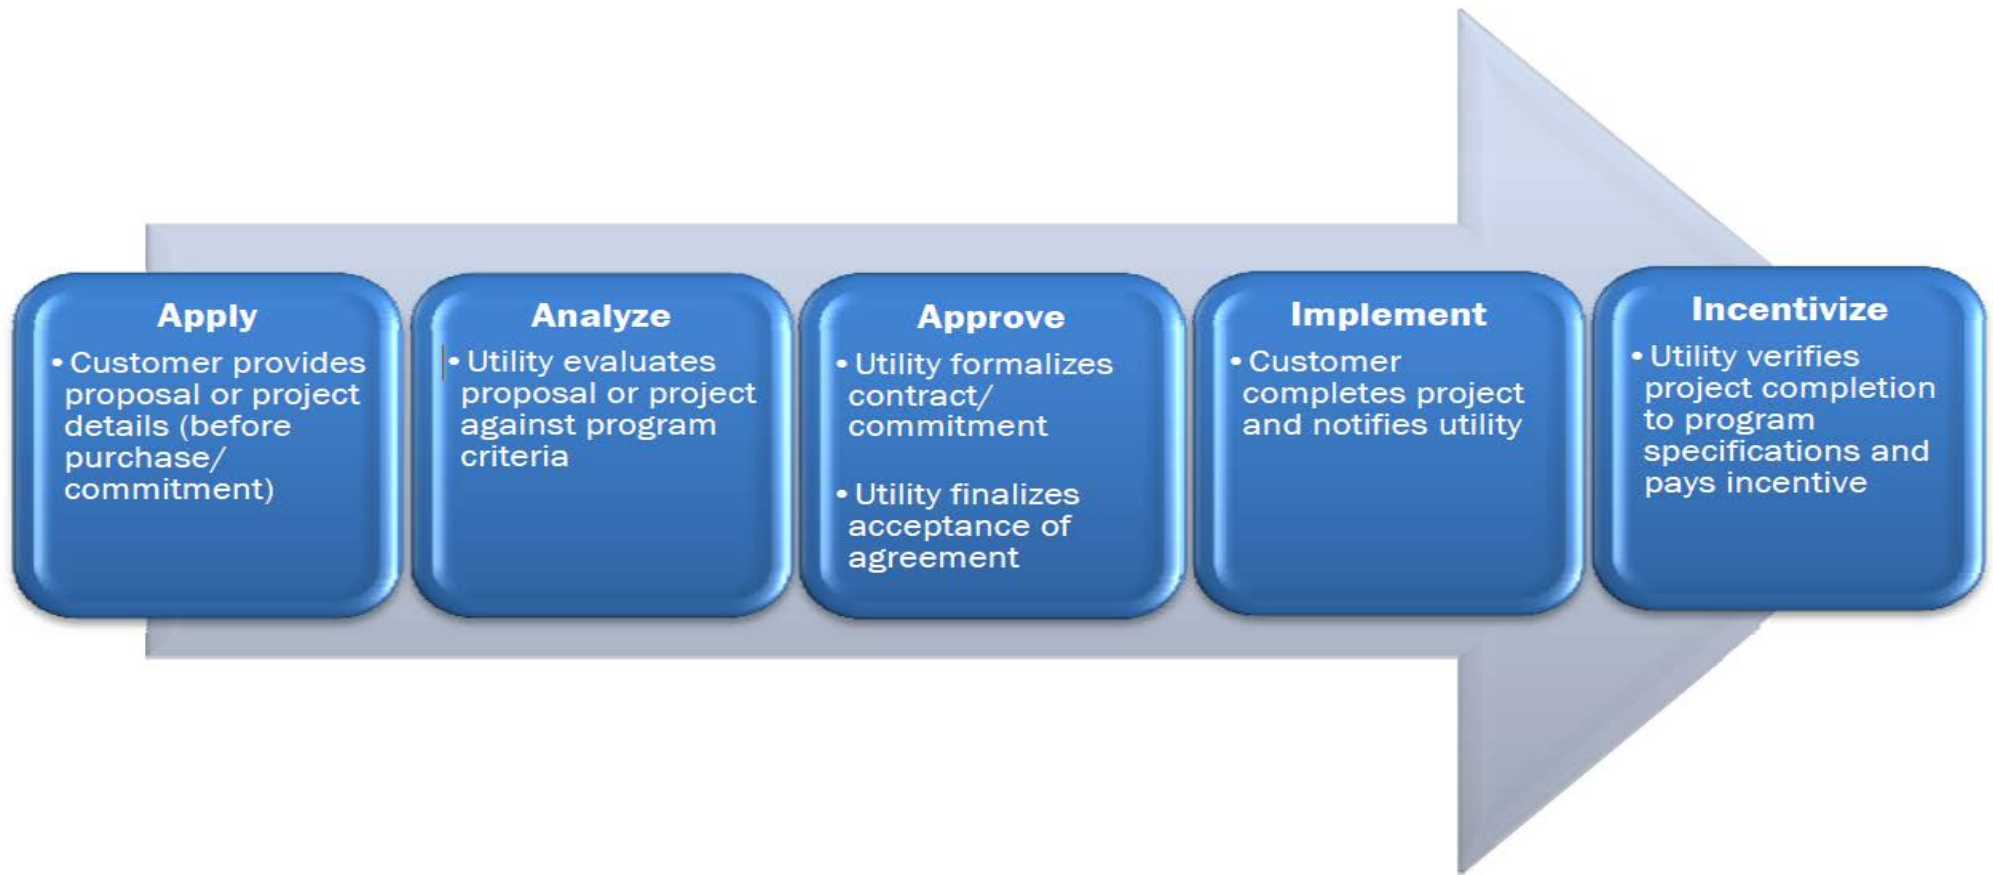 Apply
• Customer provides
proposal or project
details (before
purchase/
commitment)
Analyze
• Utility evaluates
proposal or project
against program
criteria
Approve
• Utility formalizes
contract/
commitment
• Utility finalizes
acceptance of
agreement
Implement
• Customer
completes project
and notifies utility
Incentivize
• Utility verifies
project completion
to program
specifications and
pays incentive